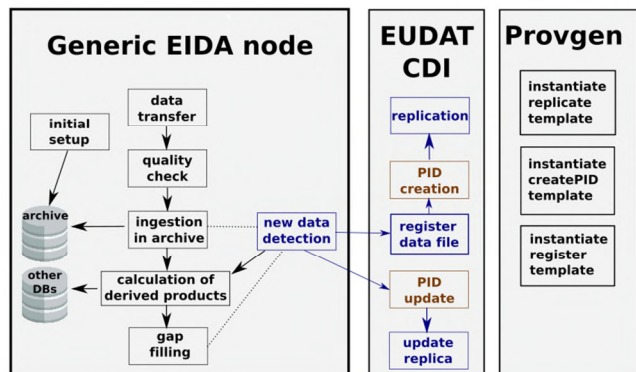 Generic EIDA node
data
transfer
initial
setup
quality
check
archive
ingestion
in archive
new data
detection
other
DBs
calculation of
derived products
gap
filling
EUDAT
CDI
replication
PID
creation
register
data file
PID
update
update
replica
Provgen
instantiate
replicate
template
instantiate
createPID
template
instantiate
register
template